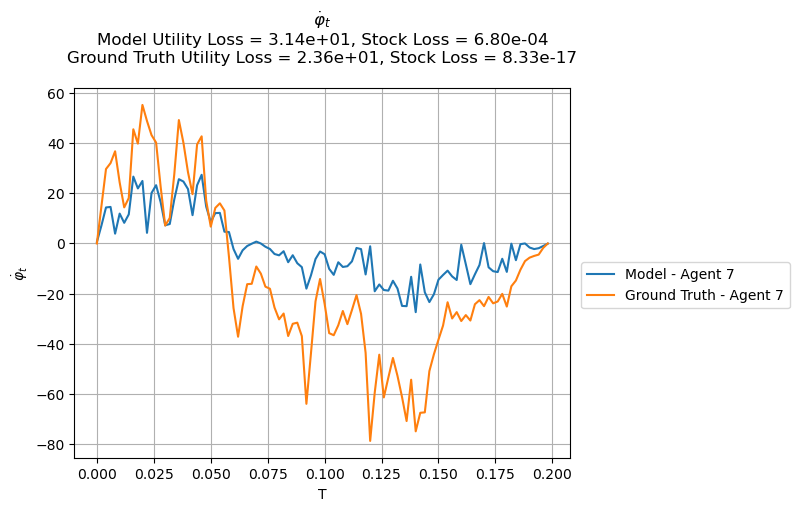 φ̇ₜ
Model Utility Loss = 3.14e+01, Stock Loss = 6.80e-04
Ground Truth Utility Loss = 2.36e+01, Stock Loss = 8.33e-17
60
40
20
0
−20
−40
−60
−80
φ̇ₜ
0.000
0.025
0.050
0.075
0.100
0.125
0.150
0.175
0.200
T
Model - Agent 7
Ground Truth - Agent 7